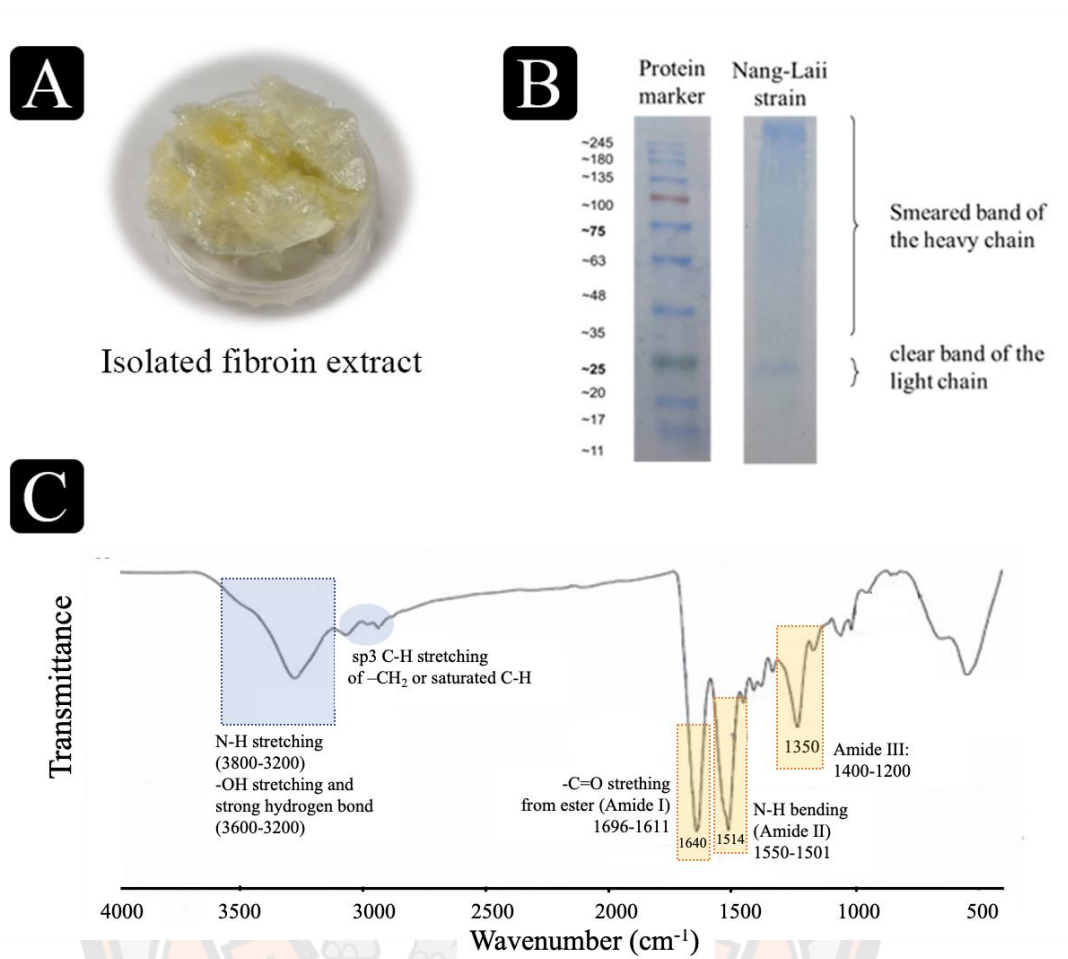 A
Isolated fibroin extract
B
Protein
marker
Nang-Laii
strain
~245
~180
~135
~100
~75
~63
~48
~35
~25
~20
~17
~11
Smeared band of
the heavy chain
clear band of the
light chain
C
Transmittance
N-H stretching
(3800-3200)
-OH stretching and
strong hydrogen bond
(3600-3200)
sp3 C-H stretching
of –CH₂ or saturated C-H
-C=O strething
from ester (Amide I)
1696-1611
1640
1514
N-H bending
(Amide II)
1550-1501
1350
Amide III:
1400-1200
4000 3500 3000 2500 2000 1500 1000 500
Wavenumber (cm⁻¹)